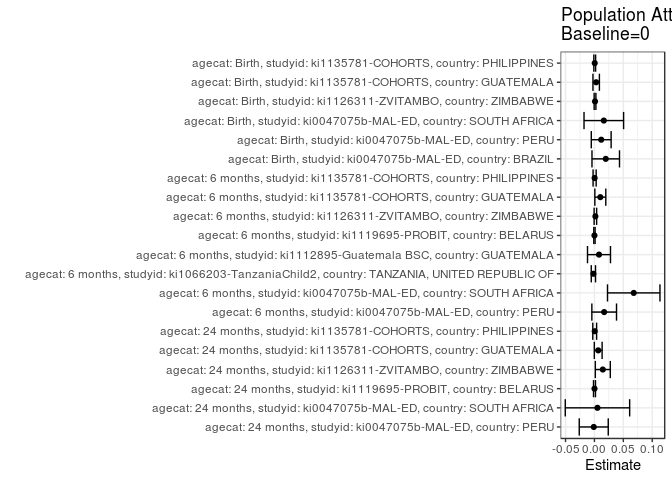 Population Att
Baseline=0
agecat: Birth, studyid: ki1135781-COHORTS, country: PHILIPPINES
agecat: Birth, studyid: ki1135781-COHORTS, country: GUATEMALA
agecat: Birth, studyid: ki1126311-ZVITAMBO, country: ZIMBABWE
agecat: Birth, studyid: ki0047075b-MAL-ED, country: SOUTH AFRICA
agecat: Birth, studyid: ki0047075b-MAL-ED, country: PERU
agecat: Birth, studyid: ki0047075b-MAL-ED, country: BRAZIL
agecat: 6 months, studyid: ki1135781-COHORTS, country: PHILIPPINES
agecat: 6 months, studyid: ki1135781-COHORTS, country: GUATEMALA
agecat: 6 months, studyid: ki1126311-ZVITAMBO, country: ZIMBABWE
agecat: 6 months, studyid: ki1119695-PROBIT, country: BELARUS
agecat: 6 months, studyid: ki1112895-Guatemala BSC, country: GUATEMALA
agecat: 6 months, studyid: ki1066203-TanzaniaChild2, country: TANZANIA, UNITED REPUBLIC OF
agecat: 6 months, studyid: ki0047075b-MAL-ED, country: SOUTH AFRICA
agecat: 6 months, studyid: ki0047075b-MAL-ED, country: PERU
agecat: 24 months, studyid: ki1135781-COHORTS, country: PHILIPPINES
agecat: 24 months, studyid: ki1135781-COHORTS, country: GUATEMALA
agecat: 24 months, studyid: ki1126311-ZVITAMBO, country: ZIMBABWE
agecat: 24 months, studyid: ki1119695-PROBIT, country: BELARUS
agecat: 24 months, studyid: ki0047075b-MAL-ED, country: SOUTH AFRICA
agecat: 24 months, studyid: ki0047075b-MAL-ED, country: PERU
-0.05 0.00 0.05 0.10
Estimate